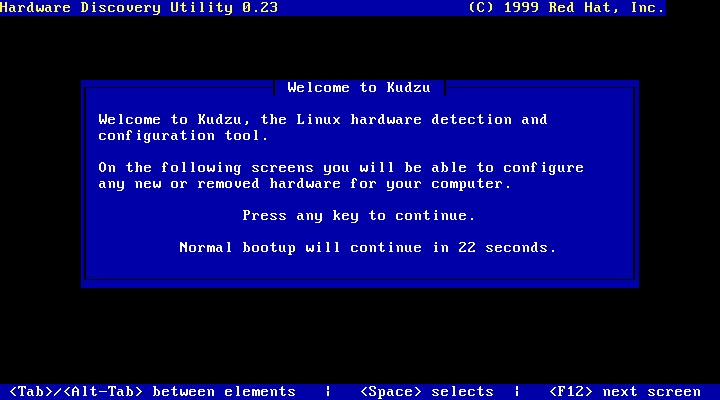 Hardware Discovery Utility 0.23 (C) 1999 Red Hat, Inc.
Welcome to Kudzu
Welcome to Kudzu, the Linux hardware detection and
configuration tool.
On the following screens you will be able to configure
any new or removed hardware for your computer.
Press any key to continue.
Normal bootup will continue in 22 seconds.
<Tab>/<Alt-Tab> between elements | <Space> selects | <F12> next screen